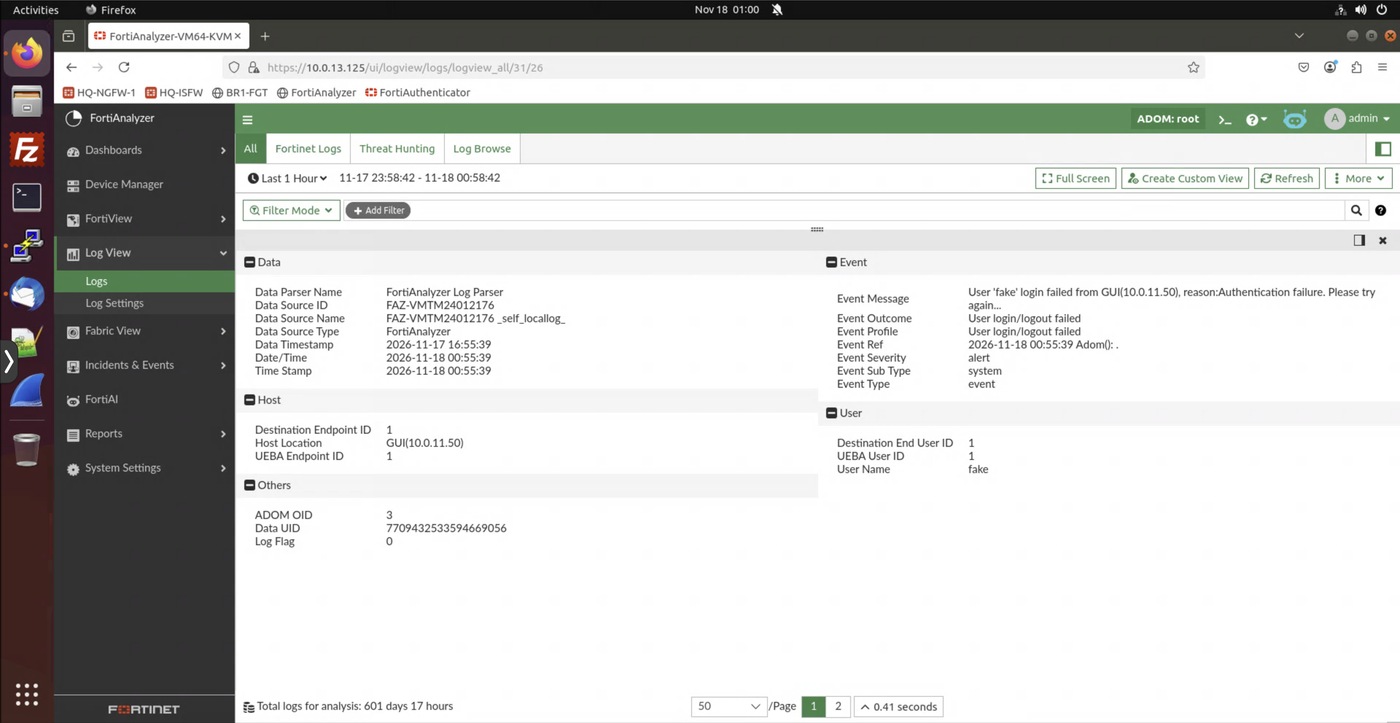 Activities Firefox Nov 18 01:00
FortiAnalyzer-VM64-KVM
https://10.0.13.125/ui/logview/logs/logview_all/31/26
HQ-NGFW-1 HQ-ISFW BR1-FGT FortiAnalyzer FortiAuthenticator
FortiAnalyzer
ADOM: root
A admin
Dashboards
Device Manager
FortiView
Log View
Logs
Log Settings
Fabric View
Incidents & Events
FortiAI
Reports
System Settings
FORTINET
All Fortinet Logs Threat Hunting Log Browse
Last 1 Hour 11-17 23:58:42 - 11-18 00:58:42
Full Screen Create Custom View Refresh More
Filter Mode + Add Filter
Data
Data Parser Name FortiAnalyzer Log Parser
Data Source ID FAZ-VMTM24012176
Data Source Name FAZ-VMTM24012176 _self_locallog_
Data Source Type FortiAnalyzer
Data Timestamp 2026-11-17 16:55:39
Date/Time 2026-11-18 00:55:39
Time Stamp 2026-11-18 00:55:39
Host
Destination Endpoint ID 1
Host Location GUI(10.0.11.50)
UEBA Endpoint ID 1
Others
ADOM OID 3
Data UID 7709432533594669056
Log Flag 0
Event
Event Message User 'fake' login failed from GUI(10.0.11.50), reason:Authentication failure. Please try
again...
Event Outcome User login/logout failed
Event Profile User login/logout failed
Event Ref 2026-11-18 00:55:39 Adom(): .
Event Severity alert
Event Sub Type system
Event Type event
User
Destination End User ID 1
UEBA User ID 1
User Name fake
Total logs for analysis: 601 days 17 hours
50 /Page 1 2 0.41 seconds